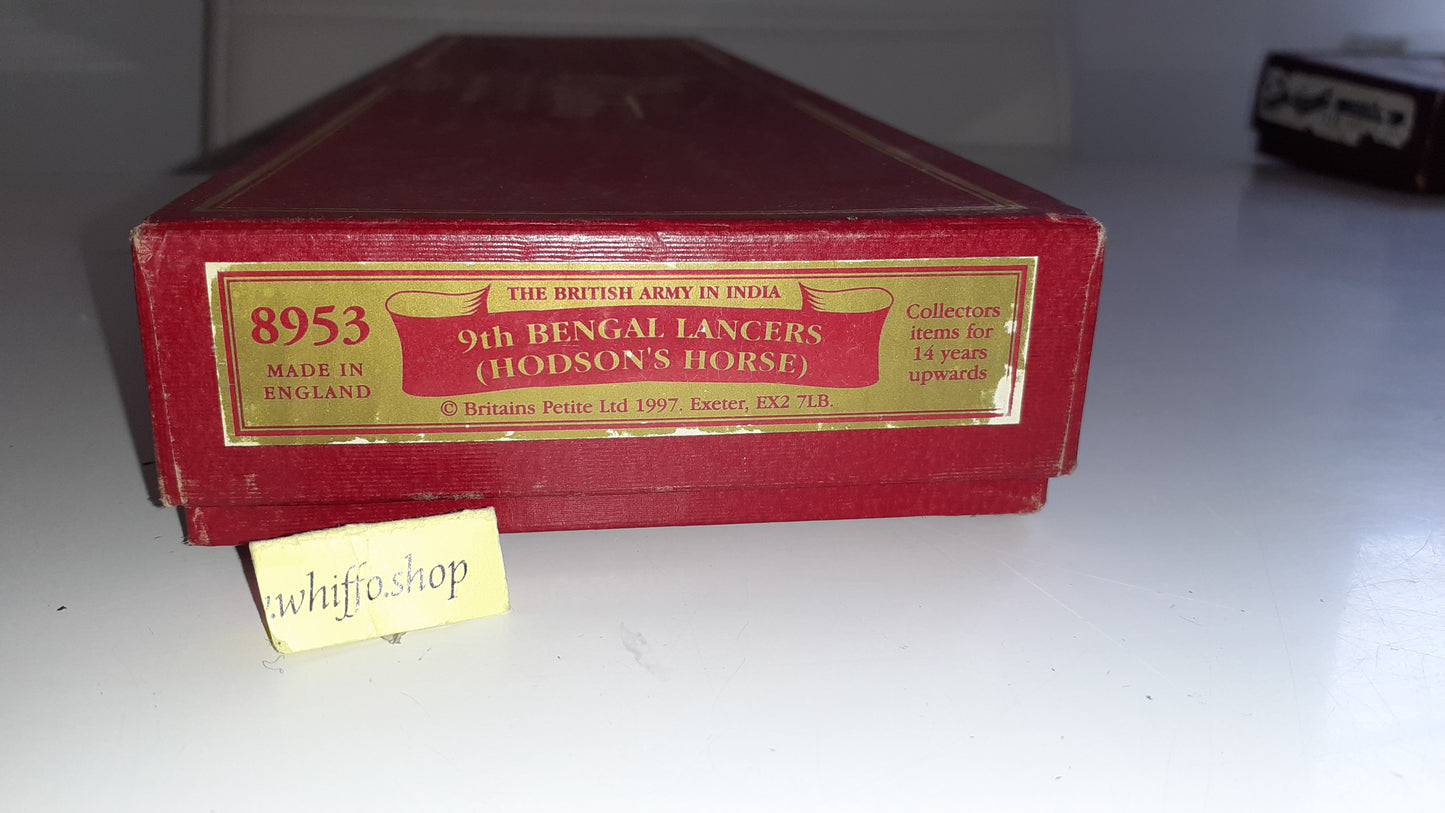 8953
MADE IN
ENGLAND
THE BRITISH ARMY IN INDIA
9th BENGAL LANCERS
(HODSON'S HORSE)
© Britains Petite Ltd 1997. Exeter, EX2 7LB.
Collectors
items for
14 years
upwards
.whiffo.shop